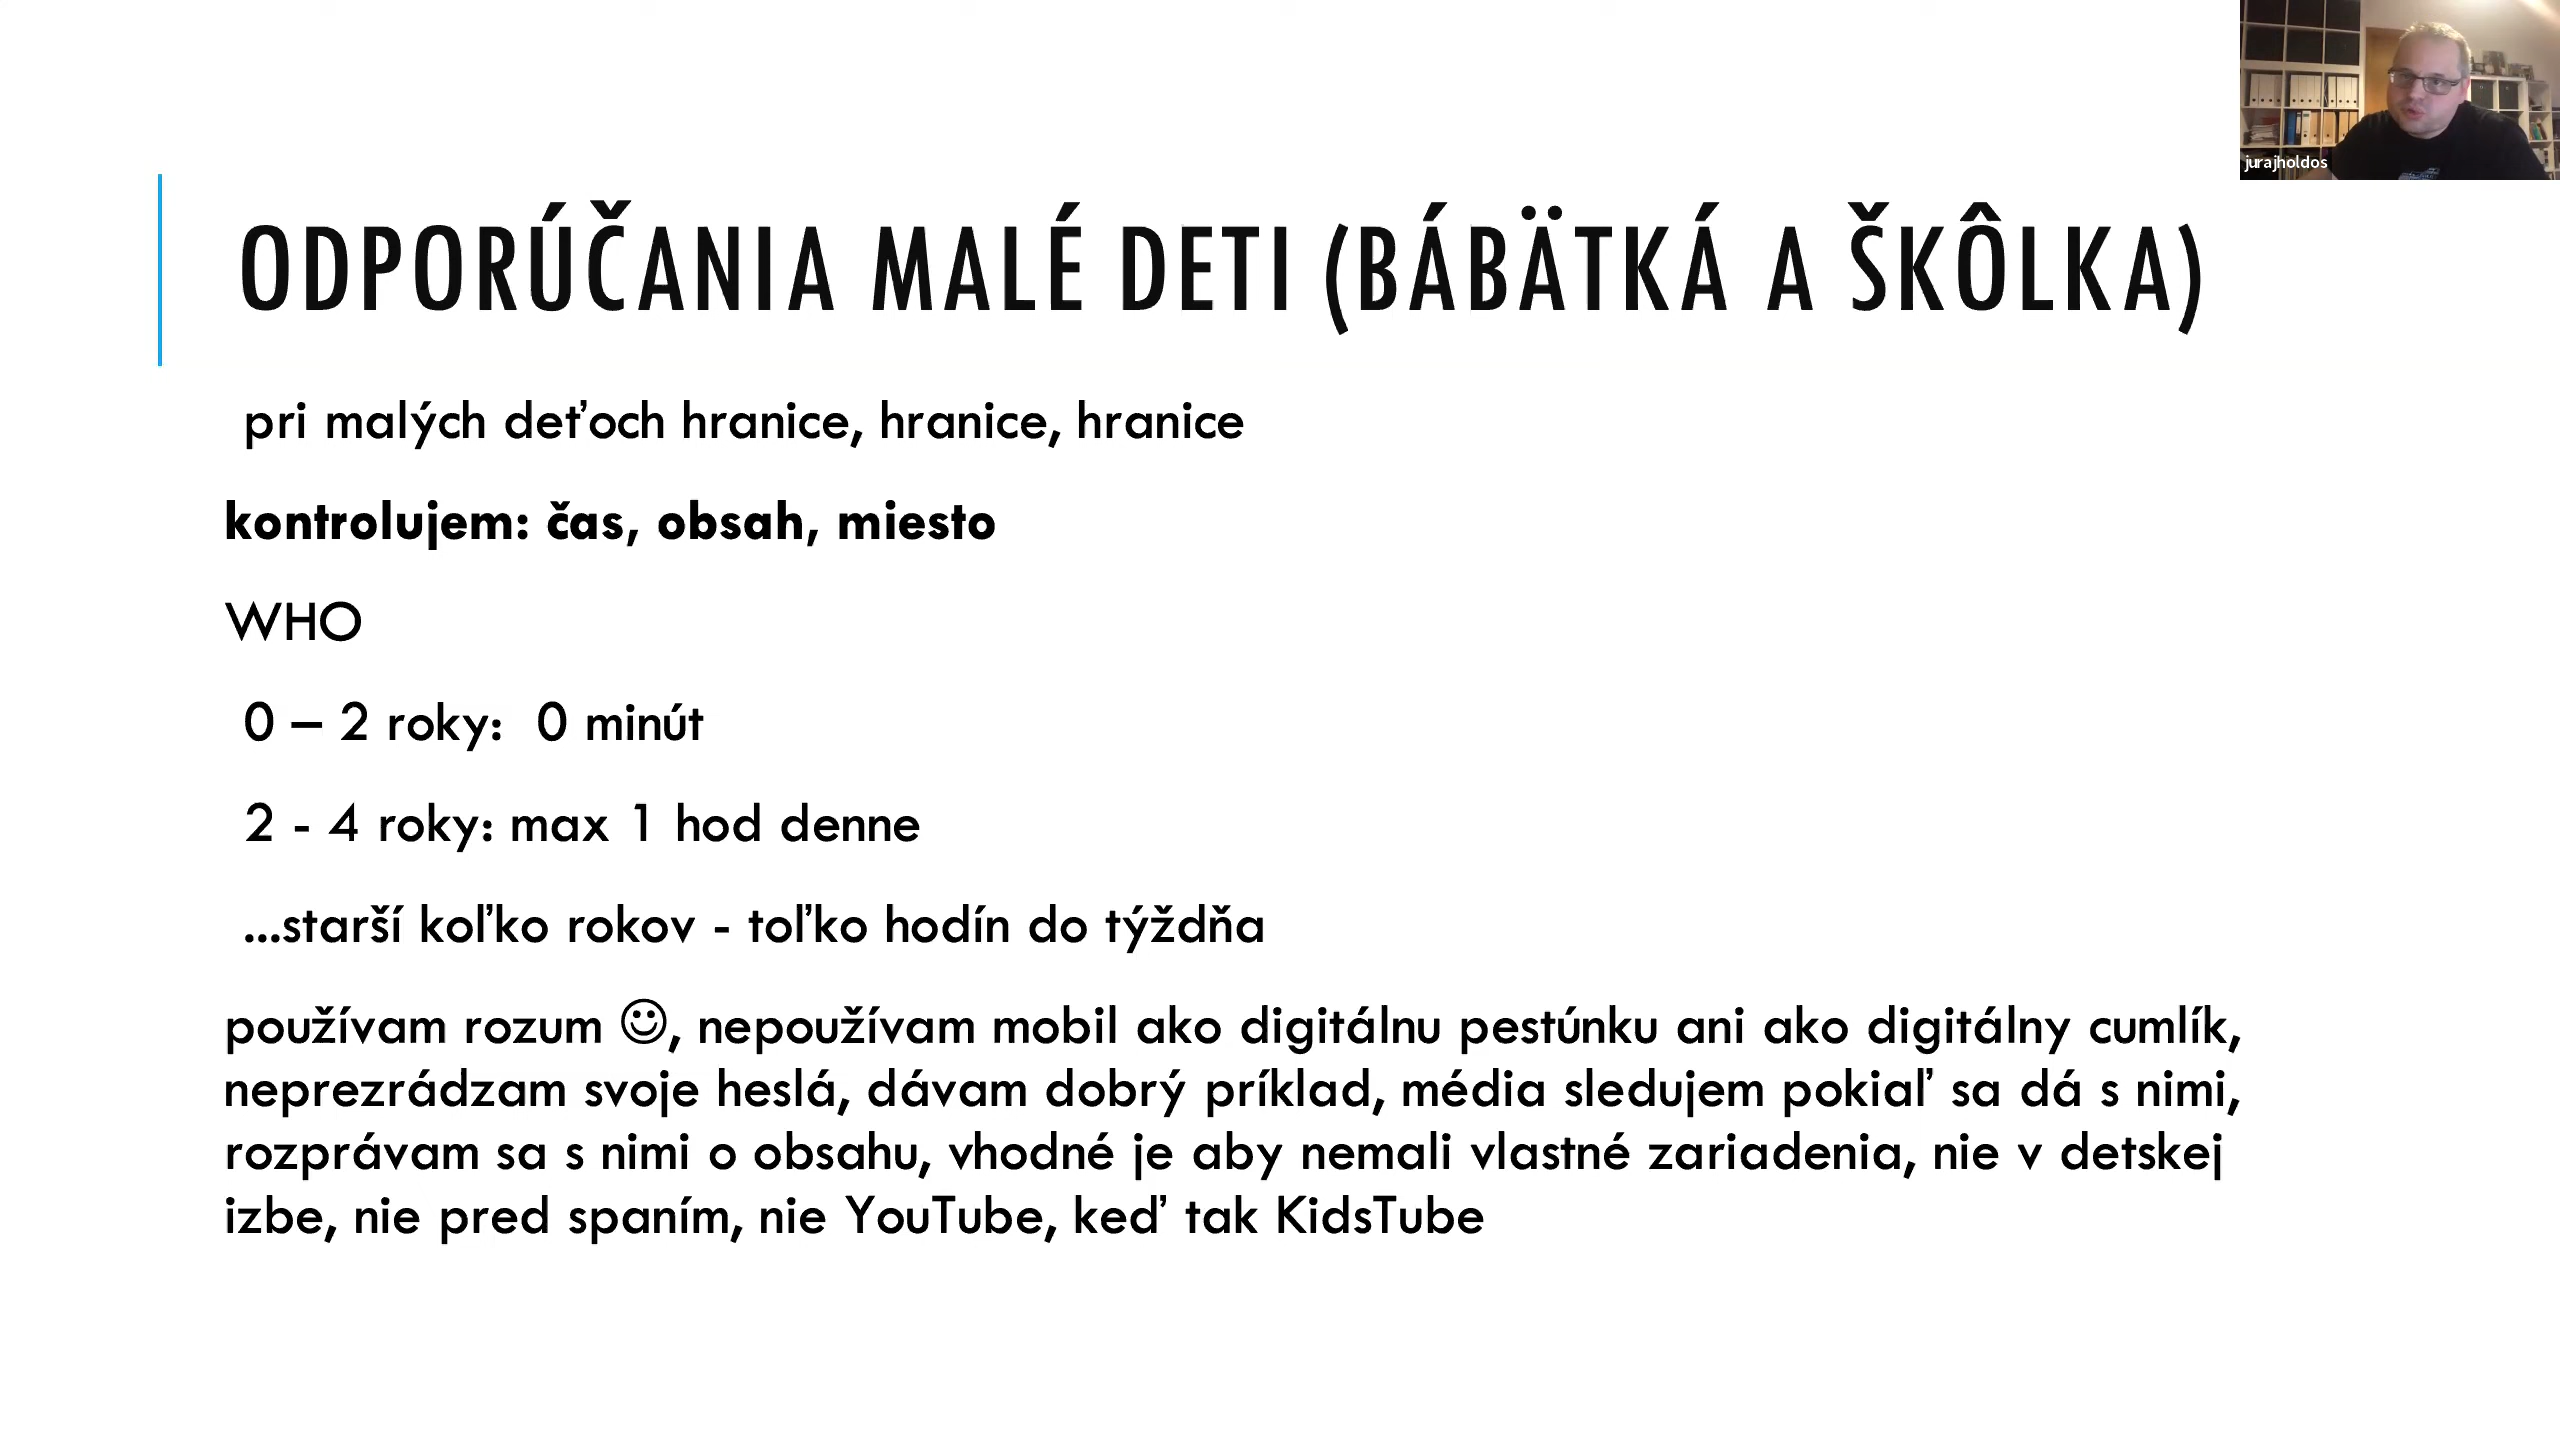 jurajholdos
ODPORÚČANIA MALÉ DETI (BÁBÄTKÁ A ŠKÔLKA)
pri malých deťoch hranice, hranice, hranice
kontrolujem: čas, obsah, miesto
WHO
0 – 2 roky:  0 minút
2 - 4 roky: max 1 hod denne
...starší koľko rokov - toľko hodín do týždňa
používam rozum ☺, nepoužívam mobil ako digitálnu pestúnku ani ako digitálny cumlík,
neprezrádzam svoje heslá, dávam dobrý príklad, média sledujem pokiaľ sa dá s nimi,
rozprávam sa s nimi o obsahu, vhodné je aby nemali vlastné zariadenia, nie v detskej
izbe, nie pred spaním, nie YouTube, keď tak KidsTube